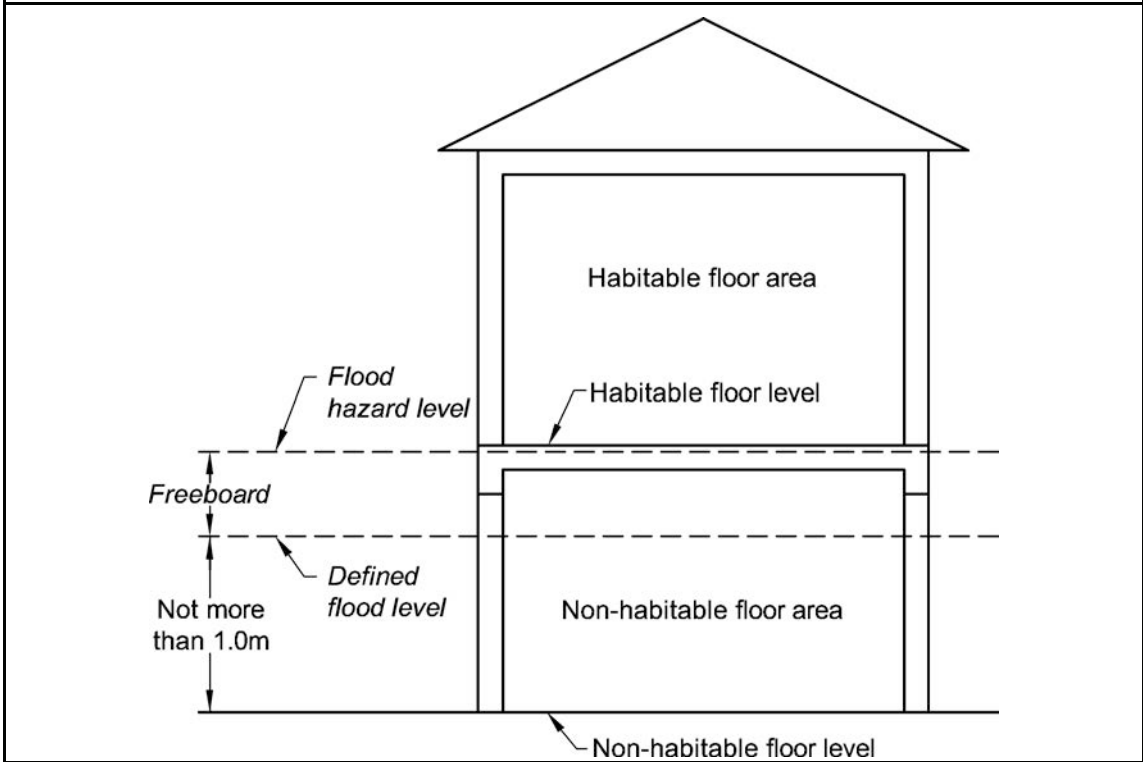 Habitable floor area
Flood
hazard level
Habitable floor level
Freeboard
Defined
flood level
Not more
than 1.0m
Non-habitable floor area
Non-habitable floor level